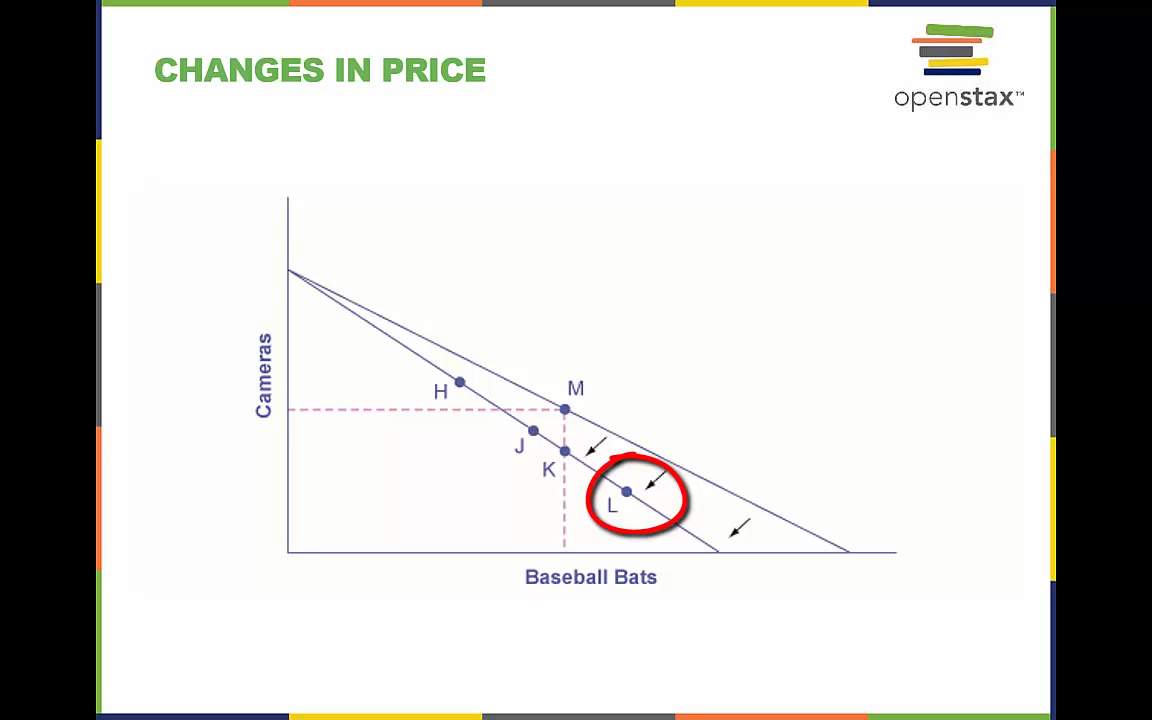 CHANGES IN PRICE
openstax™
Cameras
H
M
J
K
L
Baseball Bats